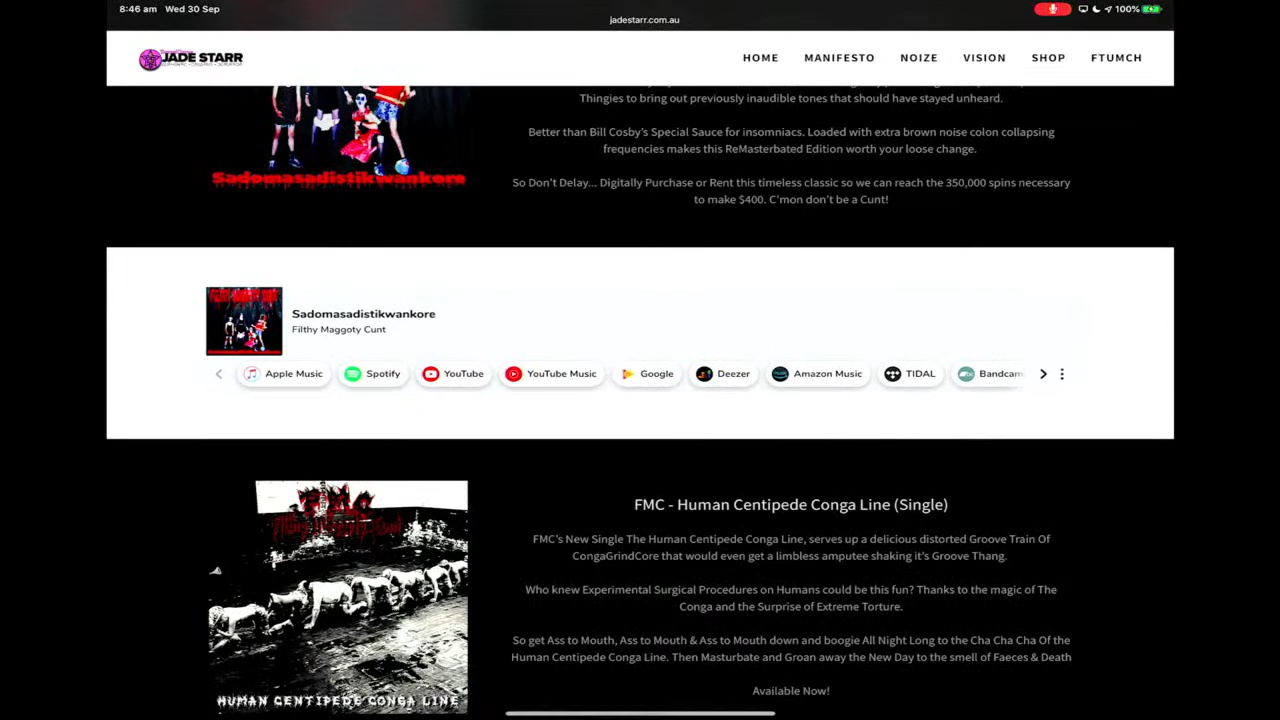 8:46 am Wed 30 Sep
100%
jadestarr.com.au
JADE STARR
HOME MANIFESTO NOIZE VISION SHOP FTUMCH
Thingies to bring out previously inaudible tones that should have stayed unheard.
Sadomasadistikwankore
Better than Bill Cosby's Special Sauce for insomniacs. Loaded with extra brown noise colon collapsing
frequencies makes this ReMasterbated Edition worth your loose change.
So Don't Delay... Digitally Purchase or Rent this timeless classic so we can reach the 350,000 spins necessary
to make $400. C'mon don't be a Cunt!
Sadomasadistikwankore
Filthy Maggoty Cunt
Apple Music Spotify YouTube YouTube Music Google Deezer Amazon Music TIDAL Bandcam
FMC - Human Centipede Conga Line (Single)
FMC's New Single The Human Centipede Conga Line, serves up a delicious distorted Groove Train Of
CongaGrindCore that would even get a limbless amputee shaking it's Groove Thang.
Who knew Experimental Surgical Procedures on Humans could be this fun? Thanks to the magic of The
Conga and the Surprise of Extreme Torture.
So get Ass to Mouth, Ass to Mouth & Ass to Mouth down and boogie All Night Long to the Cha Cha Cha Of the
Human Centipede Conga Line. Then Masturbate and Groan away the New Day to the smell of Faeces & Death
Available Now!
HUMAN CENTIPEDE CONGA LINE